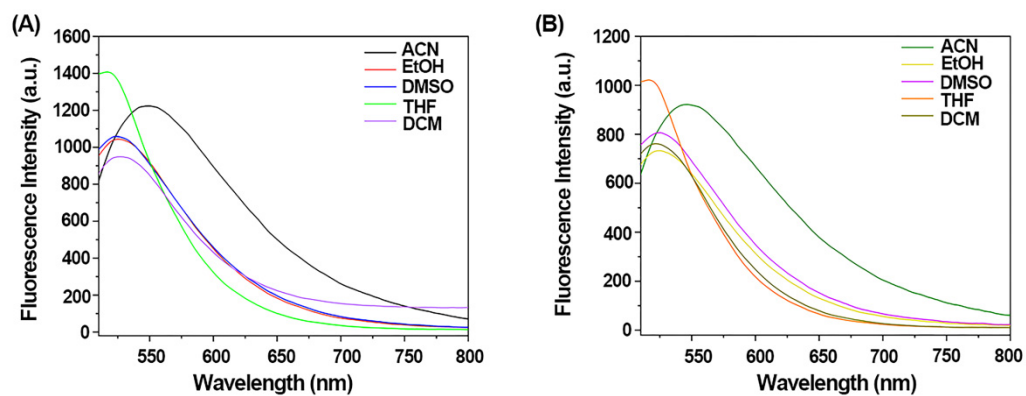 (A)
1600
1400
1200
1000
800
600
400
200
0
Fluorescence Intensity (a.u.)
550 600 650 700 750 800
Wavelength (nm)
ACN
EtOH
DMSO
THF
DCM
(B)
1200
1000
800
600
400
200
0
Fluorescence Intensity (a.u.)
550 600 650 700 750 800
Wavelength (nm)
ACN
EtOH
DMSO
THF
DCM